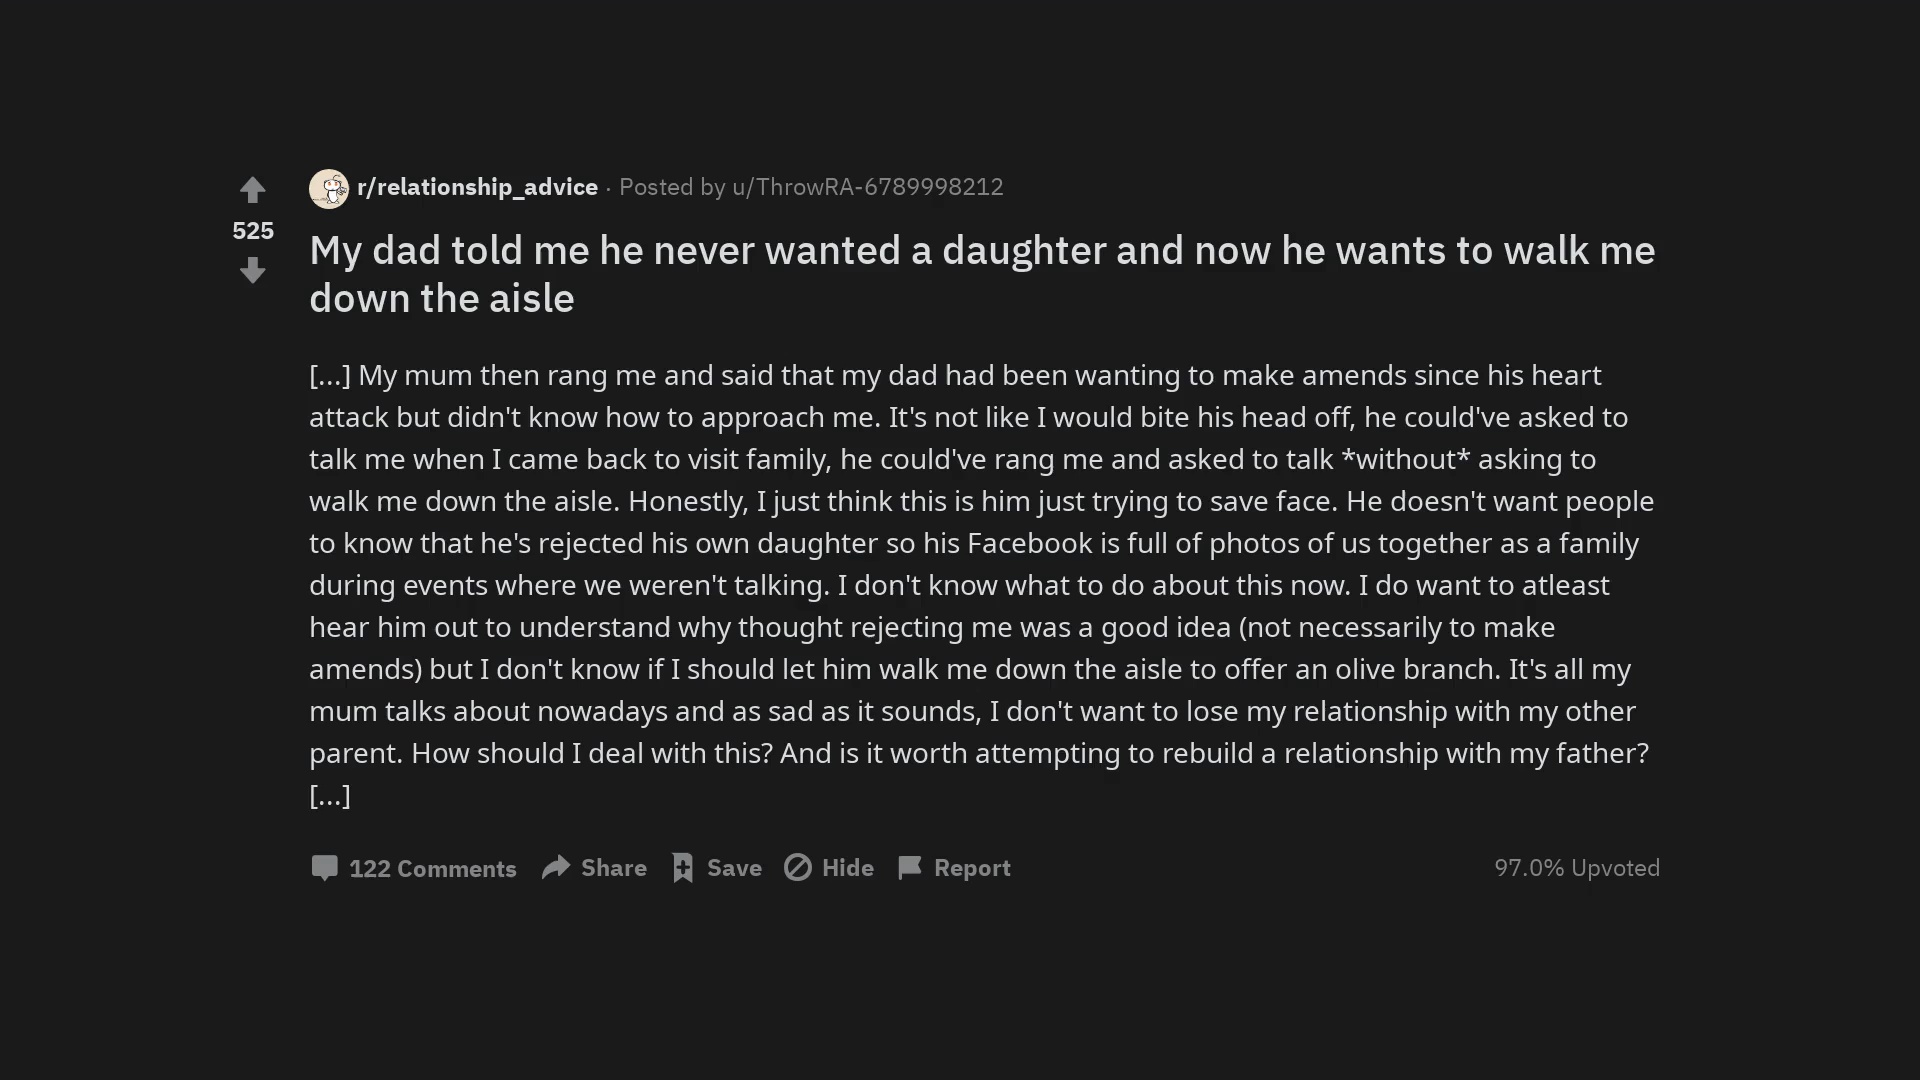 r/relationship_advice · Posted by u/ThrowRA-6789998212
525
My dad told me he never wanted a daughter and now he wants to walk me
down the aisle
[...] My mum then rang me and said that my dad had been wanting to make amends since his heart
attack but didn't know how to approach me. It's not like I would bite his head off, he could've asked to
talk me when I came back to visit family, he could've rang me and asked to talk *without* asking to
walk me down the aisle. Honestly, I just think this is him just trying to save face. He doesn't want people
to know that he's rejected his own daughter so his Facebook is full of photos of us together as a family
during events where we weren't talking. I don't know what to do about this now. I do want to atleast
hear him out to understand why thought rejecting me was a good idea (not necessarily to make
amends) but I don't know if I should let him walk me down the aisle to offer an olive branch. It's all my
mum talks about nowadays and as sad as it sounds, I don't want to lose my relationship with my other
parent. How should I deal with this? And is it worth attempting to rebuild a relationship with my father?
[...]
122 Comments Share Save Hide Report 97.0% Upvoted